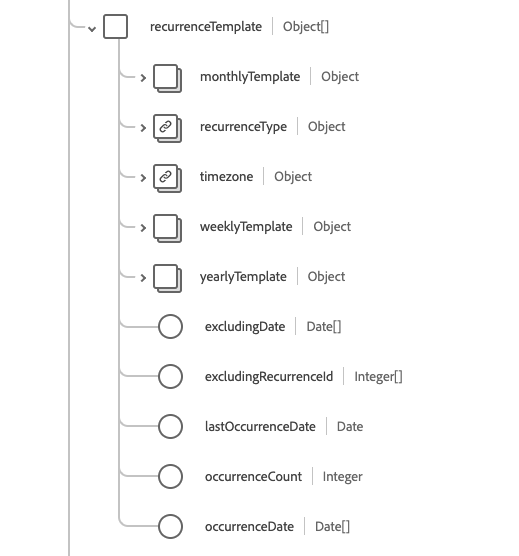 recurrenceTemplate | Object[]
monthlyTemplate | Object
recurrenceType | Object
timezone | Object
weeklyTemplate | Object
yearlyTemplate | Object
excludingDate | Date[]
excludingRecurrenceId | Integer[]
lastOccurrenceDate | Date
occurrenceCount | Integer
occurrenceDate | Date[]